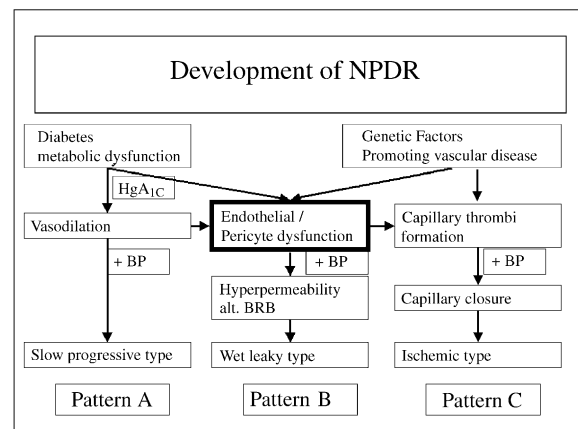 Development of NPDR
Diabetes
metabolic dysfunction
Genetic Factors
Promoting vascular disease
HgA1C
Vasodilation
Endothelial /
Pericyte dysfunction
Capillary thrombi
formation
+ BP
+ BP
+ BP
Hyperpermeability
alt. BRB
Capillary closure
Slow progressive type
Wet leaky type
Ischemic type
Pattern A
Pattern B
Pattern C